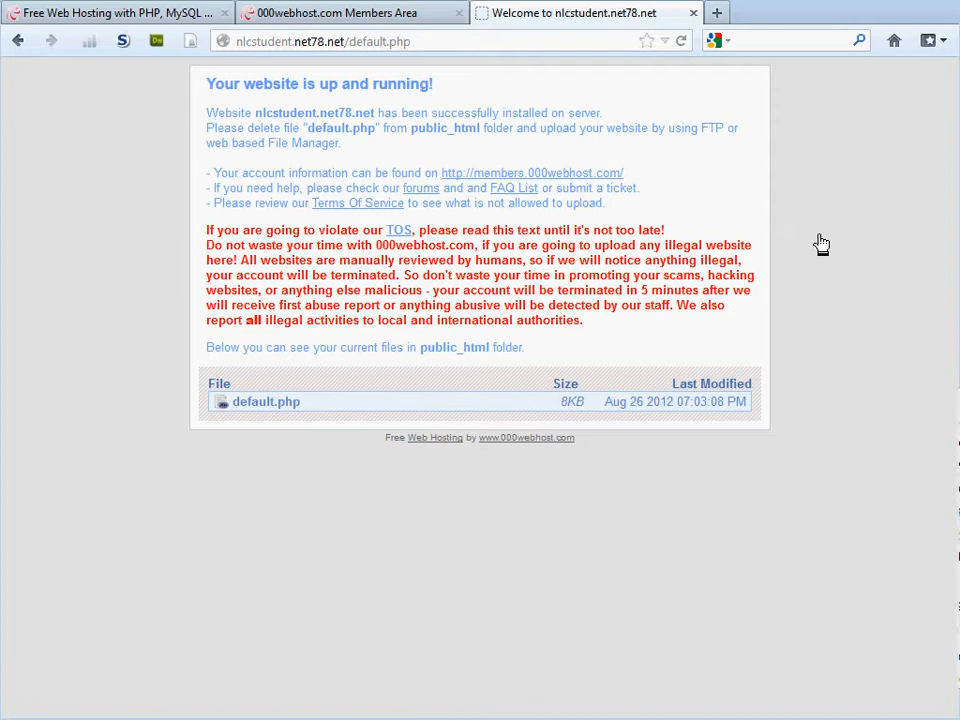 Free Web Hosting with PHP, MySQL ...
000webhost.com Members Area
Welcome to nlcstudent.net78.net
nlcstudent.net78.net/default.php
Your website is up and running!
Website nlcstudent.net78.net has been successfully installed on server.
Please delete file "default.php" from public_html folder and upload your website by using FTP or
web based File Manager.
- Your account information can be found on http://members.000webhost.com/
- If you need help, please check our forums and and FAQ List or submit a ticket.
- Please review our Terms Of Service to see what is not allowed to upload.
If you are going to violate our TOS, please read this text until it's not too late!
Do not waste your time with 000webhost.com, if you are going to upload any illegal website
here! All websites are manually reviewed by humans, so if we will notice anything illegal,
your account will be terminated. So don't waste your time in promoting your scams, hacking
websites, or anything else malicious - your account will be terminated in 5 minutes after we
will receive first abuse report or anything abusive will be detected by our staff. We also
report all illegal activities to local and international authorities.
Below you can see your current files in public_html folder.
File Size Last Modified
default.php 8KB Aug 26 2012 07:03:08 PM
Free Web Hosting by www.000webhost.com